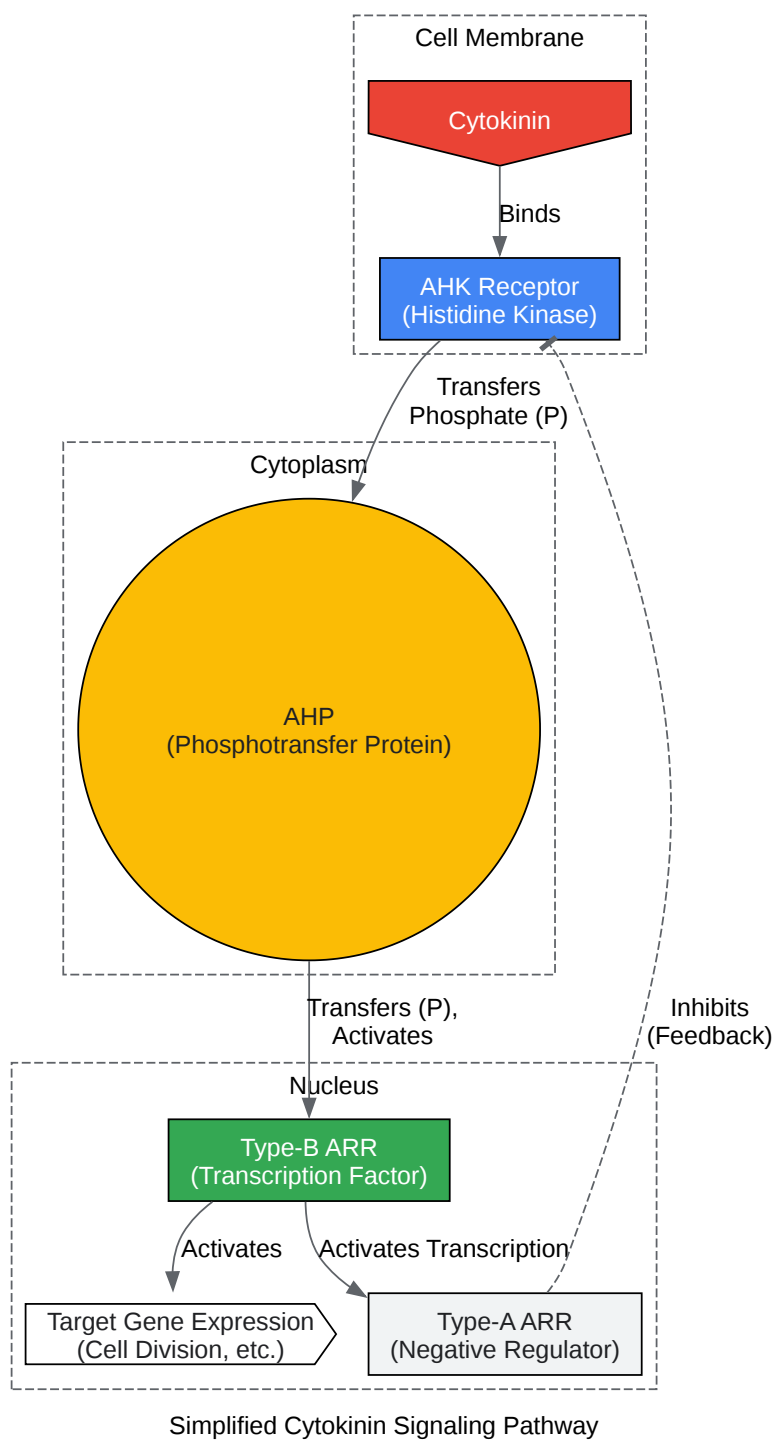 Cell Membrane
Cytokinin
Binds
AHK Receptor
(Histidine Kinase)
Transfers
Phosphate (P)
Cytoplasm
AHP
(Phosphotransfer Protein)
Transfers (P),
Activates
Inhibits
(Feedback)
Nucleus
Type-B ARR
(Transcription Factor)
Activates
Activates Transcription
Target Gene Expression
(Cell Division, etc.)
Type-A ARR
(Negative Regulator)
Simplified Cytokinin Signaling Pathway